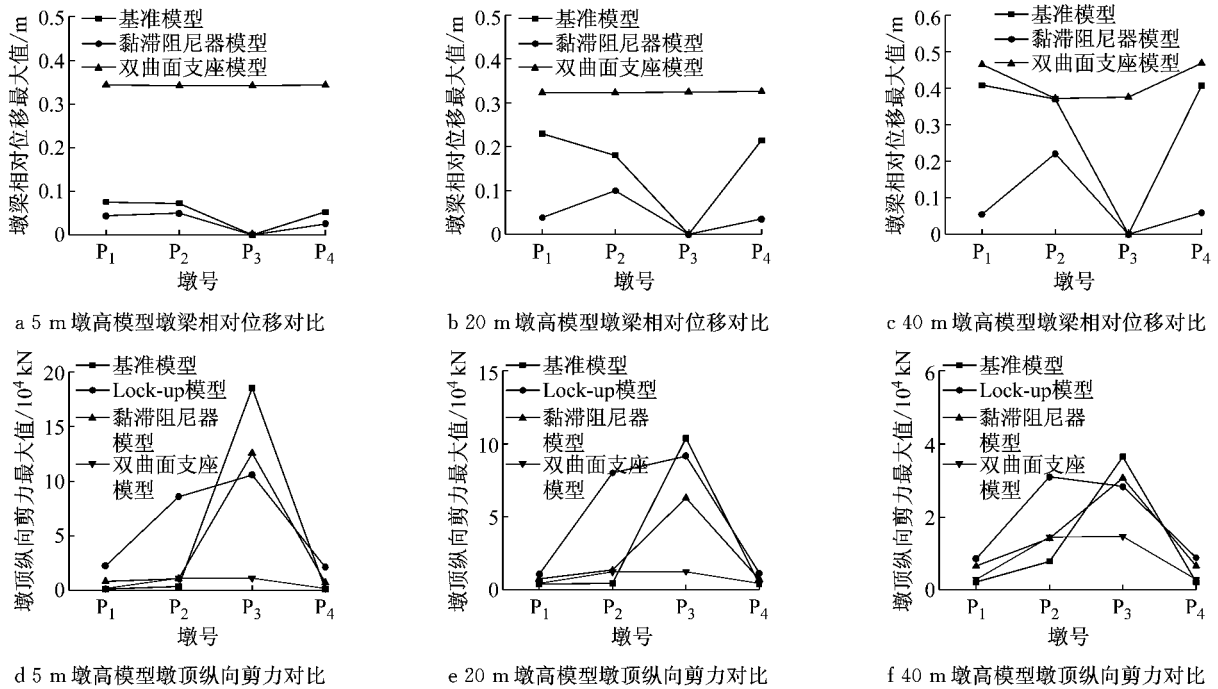 墩梁相对位移最大值/m
0.5
0.4
0.3
0.2
0.1
0
基准模型
黏滞阻尼器模型
双曲面支座模型
P1 P2 P3 P4
墩号
a 5 m 墩高模型墩梁相对位移对比
墩梁相对位移最大值/m
0.5
0.4
0.3
0.2
0.1
0
基准模型
黏滞阻尼器模型
双曲面支座模型
P1 P2 P3 P4
墩号
b 20 m 墩高模型墩梁相对位移对比
墩梁相对位移最大值/m
0.6
0.5
0.4
0.3
0.2
0.1
0
基准模型
黏滞阻尼器模型
双曲面支座模型
P1 P2 P3 P4
墩号
c 40 m 墩高模型墩梁相对位移对比
墩顶纵向剪力最大值/10⁴ kN
20
15
10
5
0
基准模型
Lock-up模型
黏滞阻尼器
模型
双曲面支座
模型
P1 P2 P3 P4
墩号
d 5 m 墩高模型墩顶纵向剪力对比
墩顶纵向剪力最大值/10⁴ kN
15
10
5
0
基准模型
Lock-up模型
黏滞阻尼器
模型
双曲面支座
模型
P1 P2 P3 P4
墩号
e 20 m 墩高模型墩顶纵向剪力对比
墩顶纵向剪力最大值/10⁴ kN
6
4
2
0
基准模型
Lock-up模型
黏滞阻尼器
模型
双曲面支座
模型
P1 P2 P3 P4
墩号
f 40 m 墩高模型墩顶纵向剪力对比